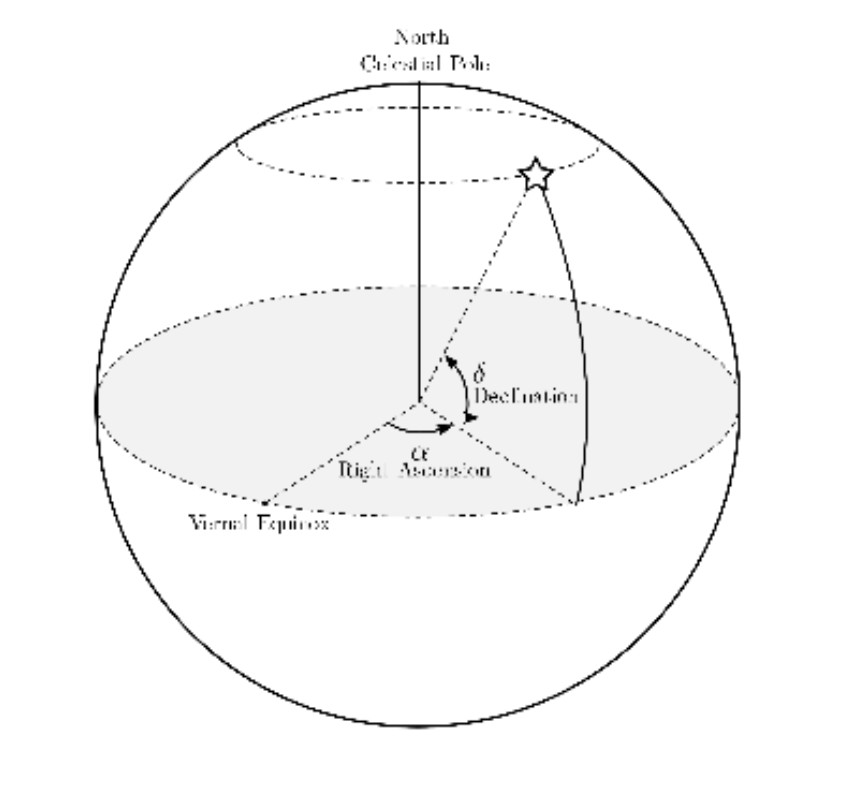 North
Celestial Pole
δ
Declination
α
Right Ascension
Vernal Equinox